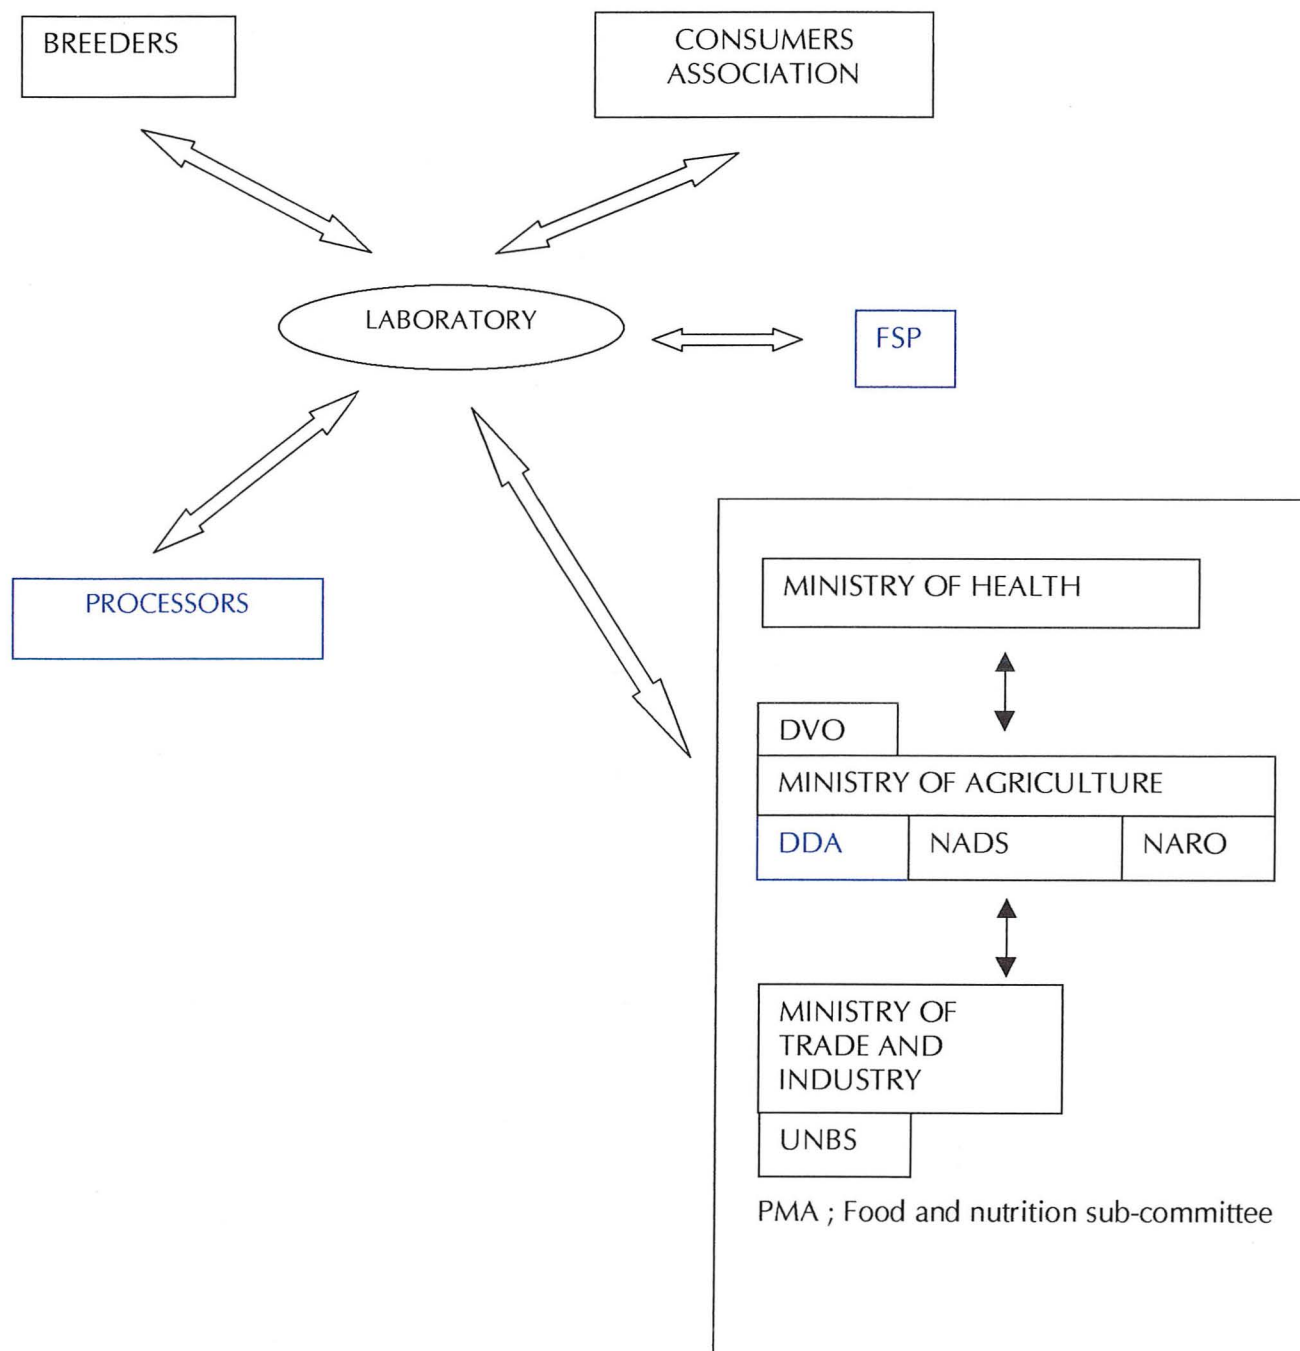 BREEDERS
CONSUMERS
ASSOCIATION
LABORATORY
FSP
PROCESSORS
MINISTRY OF HEALTH
DVO
MINISTRY OF AGRICULTURE
DDA
NADS
NARO
MINISTRY OF
TRADE AND
INDUSTRY
UNBS
PMA ; Food and nutrition sub-committee